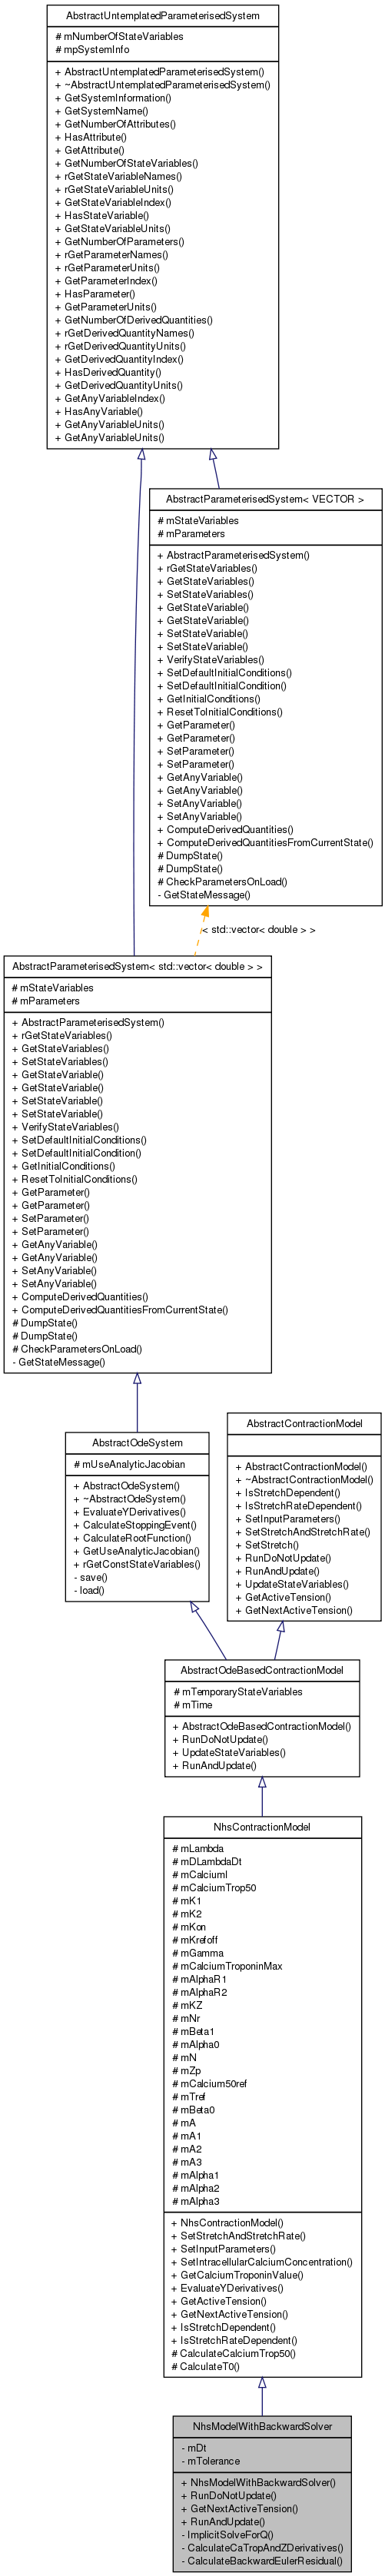 AbstractUntemplatedParameterisedSystem
# mNumberOfStateVariables
# mpSystemInfo
+ AbstractUntemplatedParameterisedSystem()
+ ~AbstractUntemplatedParameterisedSystem()
+ GetSystemInformation()
+ GetSystemName()
+ GetNumberOfAttributes()
+ HasAttribute()
+ GetAttribute()
+ GetNumberOfStateVariables()
+ rGetStateVariableNames()
+ rGetStateVariableUnits()
+ GetStateVariableIndex()
+ HasStateVariable()
+ GetStateVariableUnits()
+ GetNumberOfParameters()
+ rGetParameterNames()
+ rGetParameterUnits()
+ GetParameterIndex()
+ HasParameter()
+ GetParameterUnits()
+ GetNumberOfDerivedQuantities()
+ rGetDerivedQuantityNames()
+ rGetDerivedQuantityUnits()
+ GetDerivedQuantityIndex()
+ HasDerivedQuantity()
+ GetDerivedQuantityUnits()
+ GetAnyVariableIndex()
+ HasAnyVariable()
+ GetAnyVariableUnits()
+ GetAnyVariableUnits()
AbstractParameterisedSystem< VECTOR >
# mStateVariables
# mParameters
+ AbstractParameterisedSystem()
+ rGetStateVariables()
+ GetStateVariables()
+ SetStateVariables()
+ GetStateVariable()
+ GetStateVariable()
+ SetStateVariable()
+ SetStateVariable()
+ VerifyStateVariables()
+ SetDefaultInitialConditions()
+ SetDefaultInitialCondition()
+ GetInitialConditions()
+ ResetToInitialConditions()
+ GetParameter()
+ GetParameter()
+ SetParameter()
+ SetParameter()
+ GetAnyVariable()
+ GetAnyVariable()
+ SetAnyVariable()
+ SetAnyVariable()
+ ComputeDerivedQuantities()
+ ComputeDerivedQuantitiesFromCurrentState()
# DumpState()
# DumpState()
# CheckParametersOnLoad()
- GetStateMessage()
< std::vector< double > >
AbstractParameterisedSystem< std::vector< double > >
# mStateVariables
# mParameters
+ AbstractParameterisedSystem()
+ rGetStateVariables()
+ GetStateVariables()
+ SetStateVariables()
+ GetStateVariable()
+ GetStateVariable()
+ SetStateVariable()
+ SetStateVariable()
+ VerifyStateVariables()
+ SetDefaultInitialConditions()
+ SetDefaultInitialCondition()
+ GetInitialConditions()
+ ResetToInitialConditions()
+ GetParameter()
+ GetParameter()
+ SetParameter()
+ SetParameter()
+ GetAnyVariable()
+ GetAnyVariable()
+ SetAnyVariable()
+ SetAnyVariable()
+ ComputeDerivedQuantities()
+ ComputeDerivedQuantitiesFromCurrentState()
# DumpState()
# DumpState()
# CheckParametersOnLoad()
- GetStateMessage()
AbstractOdeSystem
# mUseAnalyticJacobian
+ AbstractOdeSystem()
+ ~AbstractOdeSystem()
+ EvaluateYDerivatives()
+ CalculateStoppingEvent()
+ CalculateRootFunction()
+ GetUseAnalyticJacobian()
+ rGetConstStateVariables()
- save()
- load()
AbstractContractionModel
+ AbstractContractionModel()
+ ~AbstractContractionModel()
+ IsStretchDependent()
+ IsStretchRateDependent()
+ SetInputParameters()
+ SetStretchAndStretchRate()
+ SetStretch()
+ RunDoNotUpdate()
+ RunAndUpdate()
+ UpdateStateVariables()
+ GetActiveTension()
+ GetNextActiveTension()
AbstractOdeBasedContractionModel
# mTemporaryStateVariables
# mTime
+ AbstractOdeBasedContractionModel()
+ RunDoNotUpdate()
+ UpdateStateVariables()
+ RunAndUpdate()
NhsContractionModel
# mLambda
# mDLambdaDt
# mCalciumI
# mCalciumTrop50
# mK1
# mK2
# mKon
# mKrefoff
# mGamma
# mCalciumTroponinMax
# mAlphaR1
# mAlphaR2
# mKZ
# mNr
# mBeta1
# mAlpha0
# mN
# mZp
# mCalcium50ref
# mTref
# mBeta0
# mA
# mA1
# mA2
# mA3
# mAlpha1
# mAlpha2
# mAlpha3
+ NhsContractionModel()
+ SetStretchAndStretchRate()
+ SetInputParameters()
+ SetIntracellularCalciumConcentration()
+ GetCalciumTroponinValue()
+ EvaluateYDerivatives()
+ GetActiveTension()
+ GetNextActiveTension()
+ IsStretchDependent()
+ IsStretchRateDependent()
# CalculateCalciumTrop50()
# CalculateT0()
NhsModelWithBackwardSolver
- mDt
- mTolerance
+ NhsModelWithBackwardSolver()
+ RunDoNotUpdate()
+ GetNextActiveTension()
+ RunAndUpdate()
- ImplicitSolveForQ()
- CalculateCaTropAndZDerivatives()
- CalculateBackwardEulerResidual()